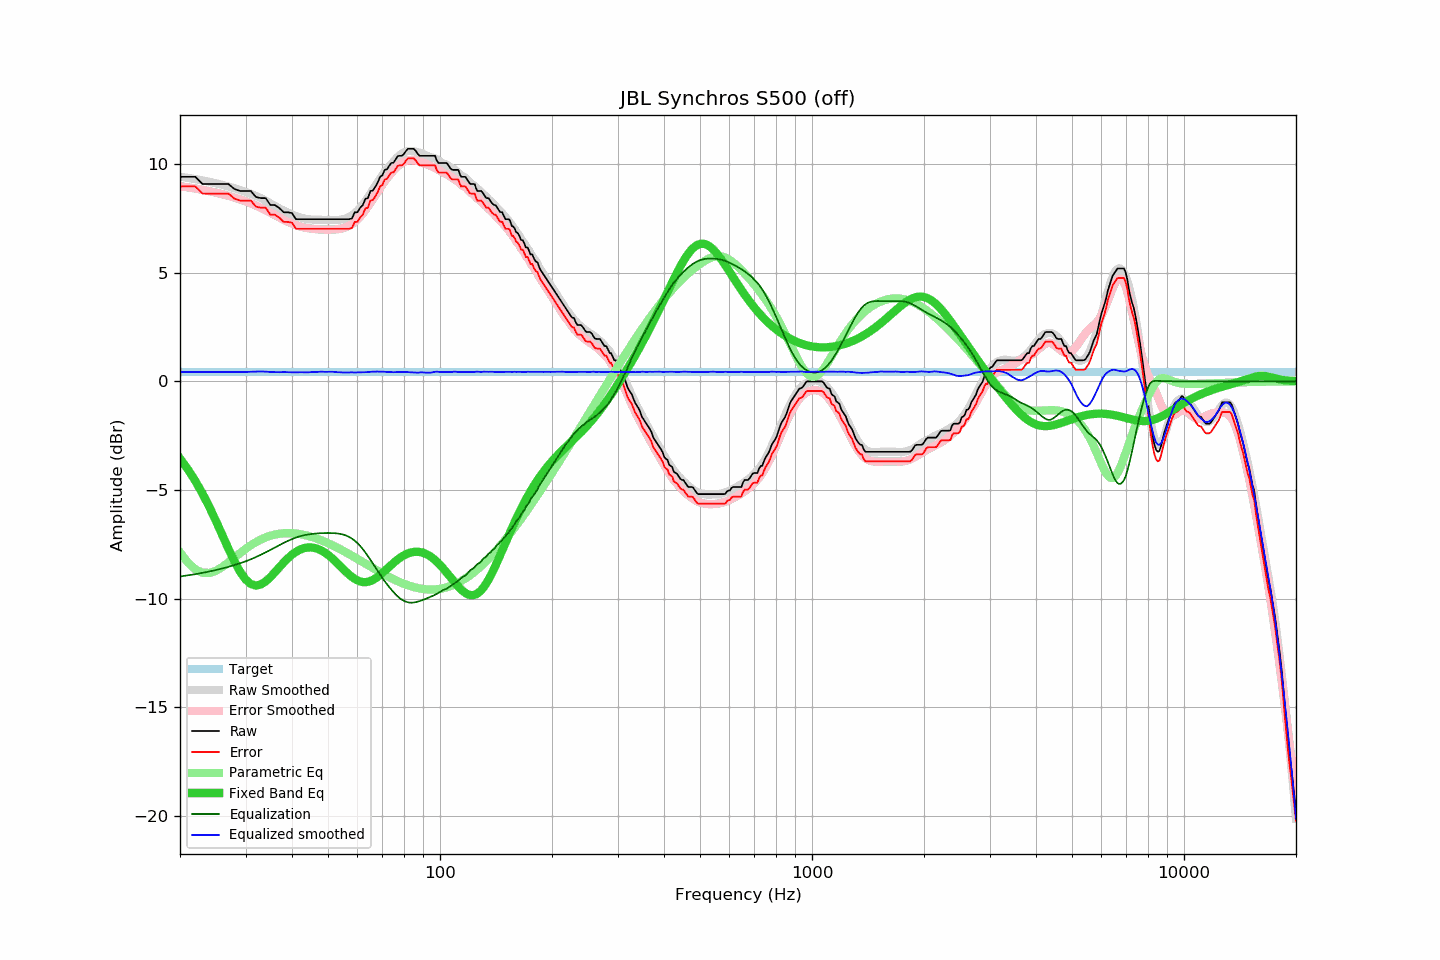 JBL Synchros S500 (off)
10
5
0
−5
−10
−15
−20
Amplitude (dBr)
Target
Raw Smoothed
Error Smoothed
Raw
Error
Parametric Eq
Fixed Band Eq
Equalization
Equalized smoothed
100 1000 10000
Frequency (Hz)